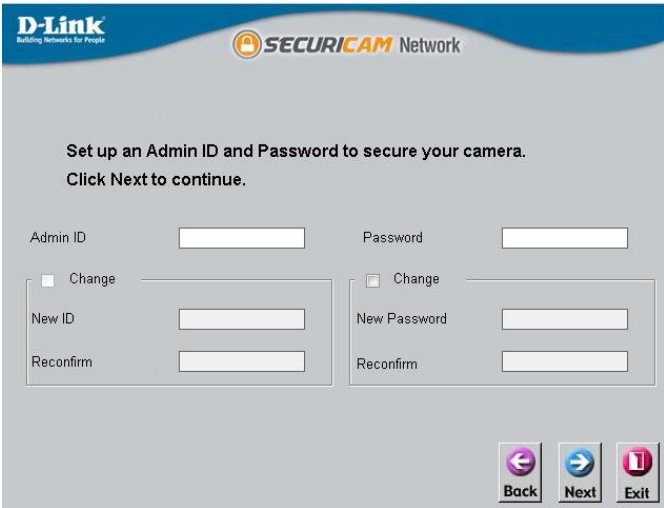 D-Link
Building Networks for People
SECURICAM Network
Set up an Admin ID and Password to secure your camera.
Click Next to continue.
Admin ID
Password
Change
Change
New ID
New Password
Reconfirm
Reconfirm
Back
Next
Exit